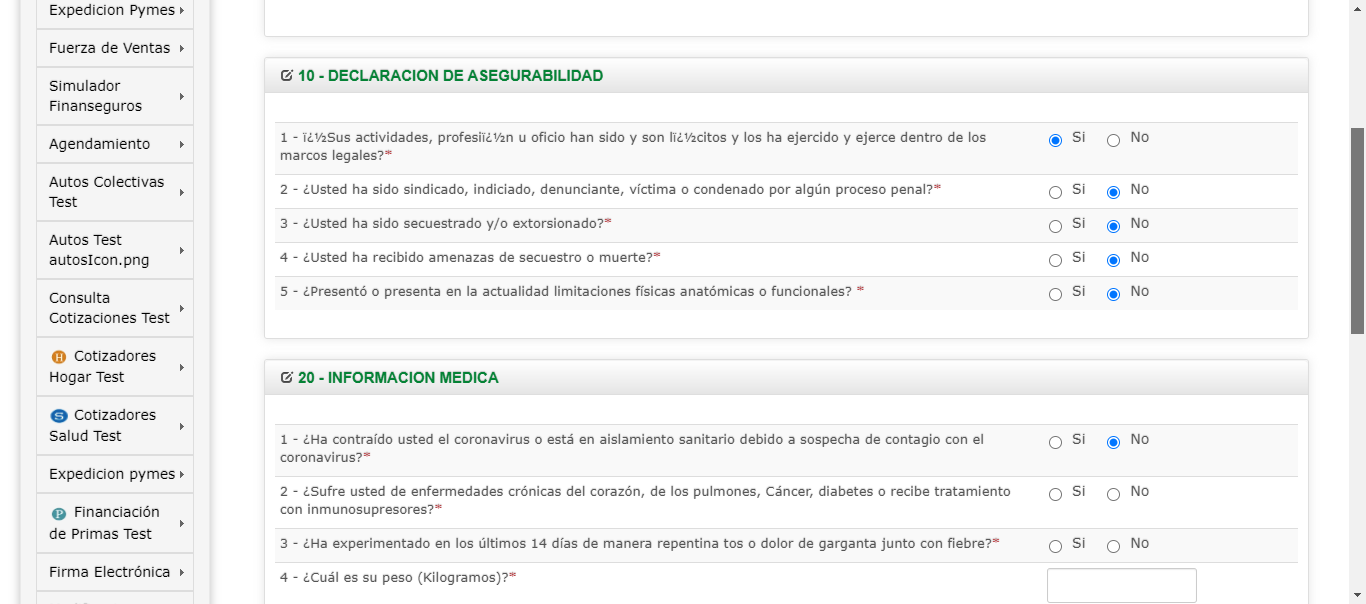 Expedicion Pymes
Fuerza de Ventas
Simulador
Finanseguros
Agendamiento
Autos Colectivas
Test
Autos Test
autosIcon.png
Consulta
Cotizaciones Test
H Cotizadores
Hogar Test
S Cotizadores
Salud Test
Expedicion pymes
P Financiación
de Primas Test
Firma Electrónica
10 - DECLARACION DE ASEGURABILIDAD
1 - ï¿½Sus actividades, profesiï¿½n u oficio han sido y son lï¿½citos y los ha ejercido y ejerce dentro de los
marcos legales?*
Si No
2 - ¿Usted ha sido sindicado, indiciado, denunciante, víctima o condenado por algún proceso penal?*
Si No
3 - ¿Usted ha sido secuestrado y/o extorsionado?*
Si No
4 - ¿Usted ha recibido amenazas de secuestro o muerte?*
Si No
5 - ¿Presentó o presenta en la actualidad limitaciones físicas anatómicas o funcionales? *
Si No
20 - INFORMACION MEDICA
1 - ¿Ha contraído usted el coronavirus o está en aislamiento sanitario debido a sospecha de contagio con el
coronavirus?*
Si No
2 - ¿Sufre usted de enfermedades crónicas del corazón, de los pulmones, Cáncer, diabetes o recibe tratamiento
con inmunosupresores?*
Si No
3 - ¿Ha experimentado en los últimos 14 días de manera repentina tos o dolor de garganta junto con fiebre?*
Si No
4 - ¿Cuál es su peso (Kilogramos)?*